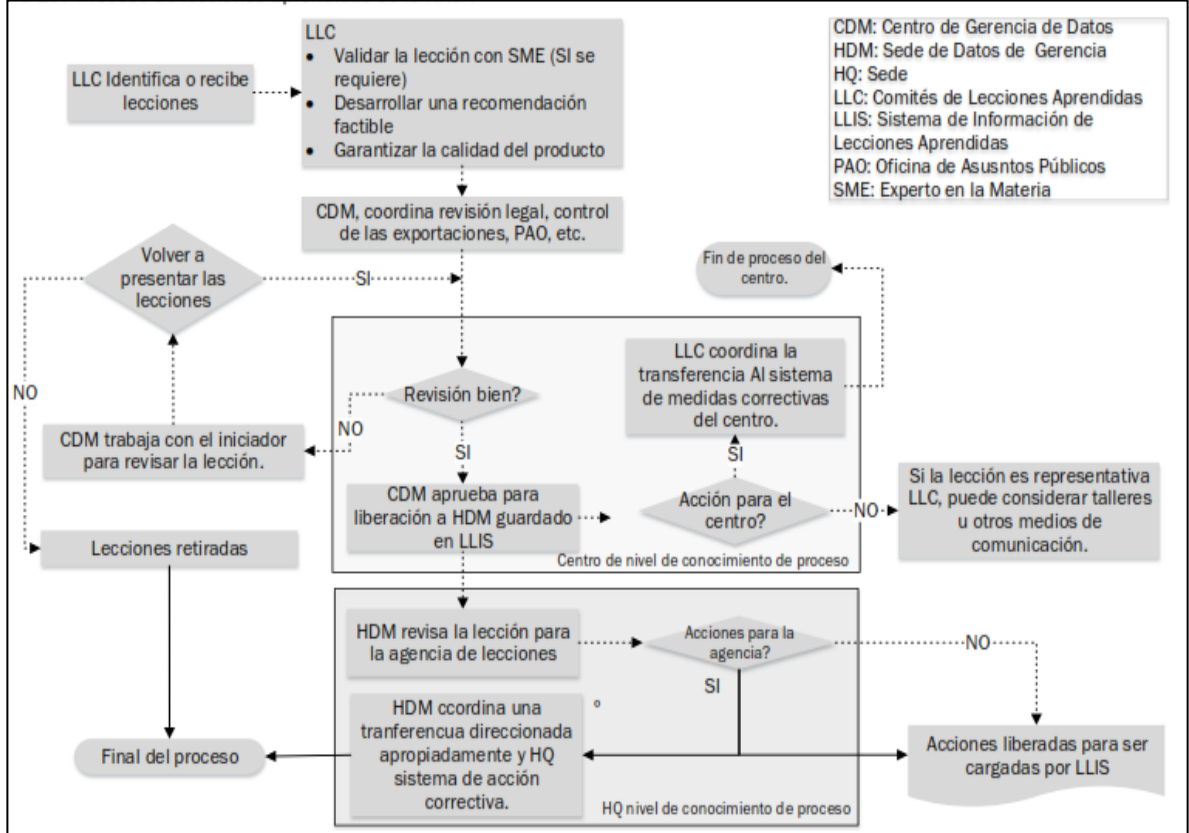 LLC Identifica o recibe
lecciones
LLC
• Validar la lección con SME (SI se
requiere)
• Desarrollar una recomendación
factible
• Garantizar la calidad del producto
CDM: Centro de Gerencia de Datos
HDM: Sede de Datos de Gerencia
HQ: Sede
LLC: Comités de Lecciones Aprendidas
LLIS: Sistema de Información de
Lecciones Aprendidas
PAO: Oficina de Asusntos Públicos
SME: Experto en la Materia
CDM, coordina revisión legal, control
de las exportaciones, PAO, etc.
Volver a
presentar las
lecciones
SI
Fin de proceso del
centro.
NO
Revisión bien?
NO
SI
LLC coordina la
transferencia Al sistema
de medidas correctivas
del centro.
SI
CDM trabaja con el iniciador
para revisar la lección.
CDM aprueba para
liberación a HDM guardado
en LLIS
Acción para el
centro?
NO
Si la lección es representativa
LLC, puede considerar talleres
u otros medios de
comunicación.
Centro de nivel de conocimiento de proceso
Lecciones retiradas
HDM revisa la lección para
la agencia de lecciones
Acciones para la
agencia?
NO
SI
HDM ccordina una
tranferencua direccionada
apropiadamente y HQ
sistema de acción
correctiva.
o
Final del proceso
Acciones liberadas para ser
cargadas por LLIS
HQ nivel de conocimiento de proceso